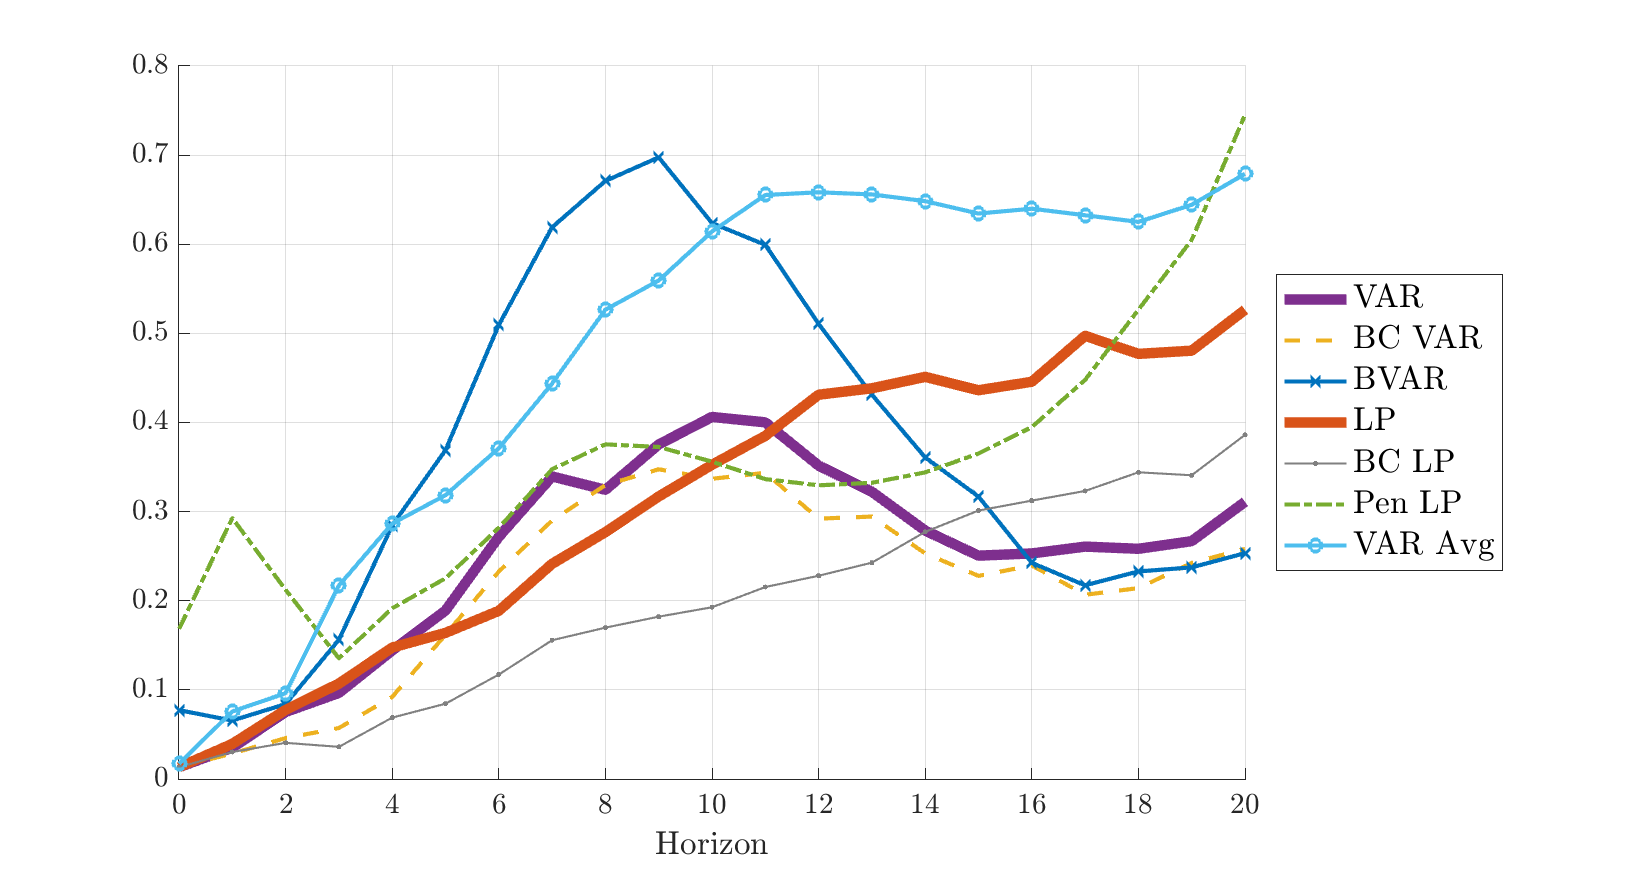 0.8
0.7
0.6
0.5
0.4
0.3
0.2
0.1
0
0 2 4 6 8 10 12 14 16 18 20
Horizon
VAR
BC VAR
BVAR
LP
BC LP
Pen LP
VAR Avg